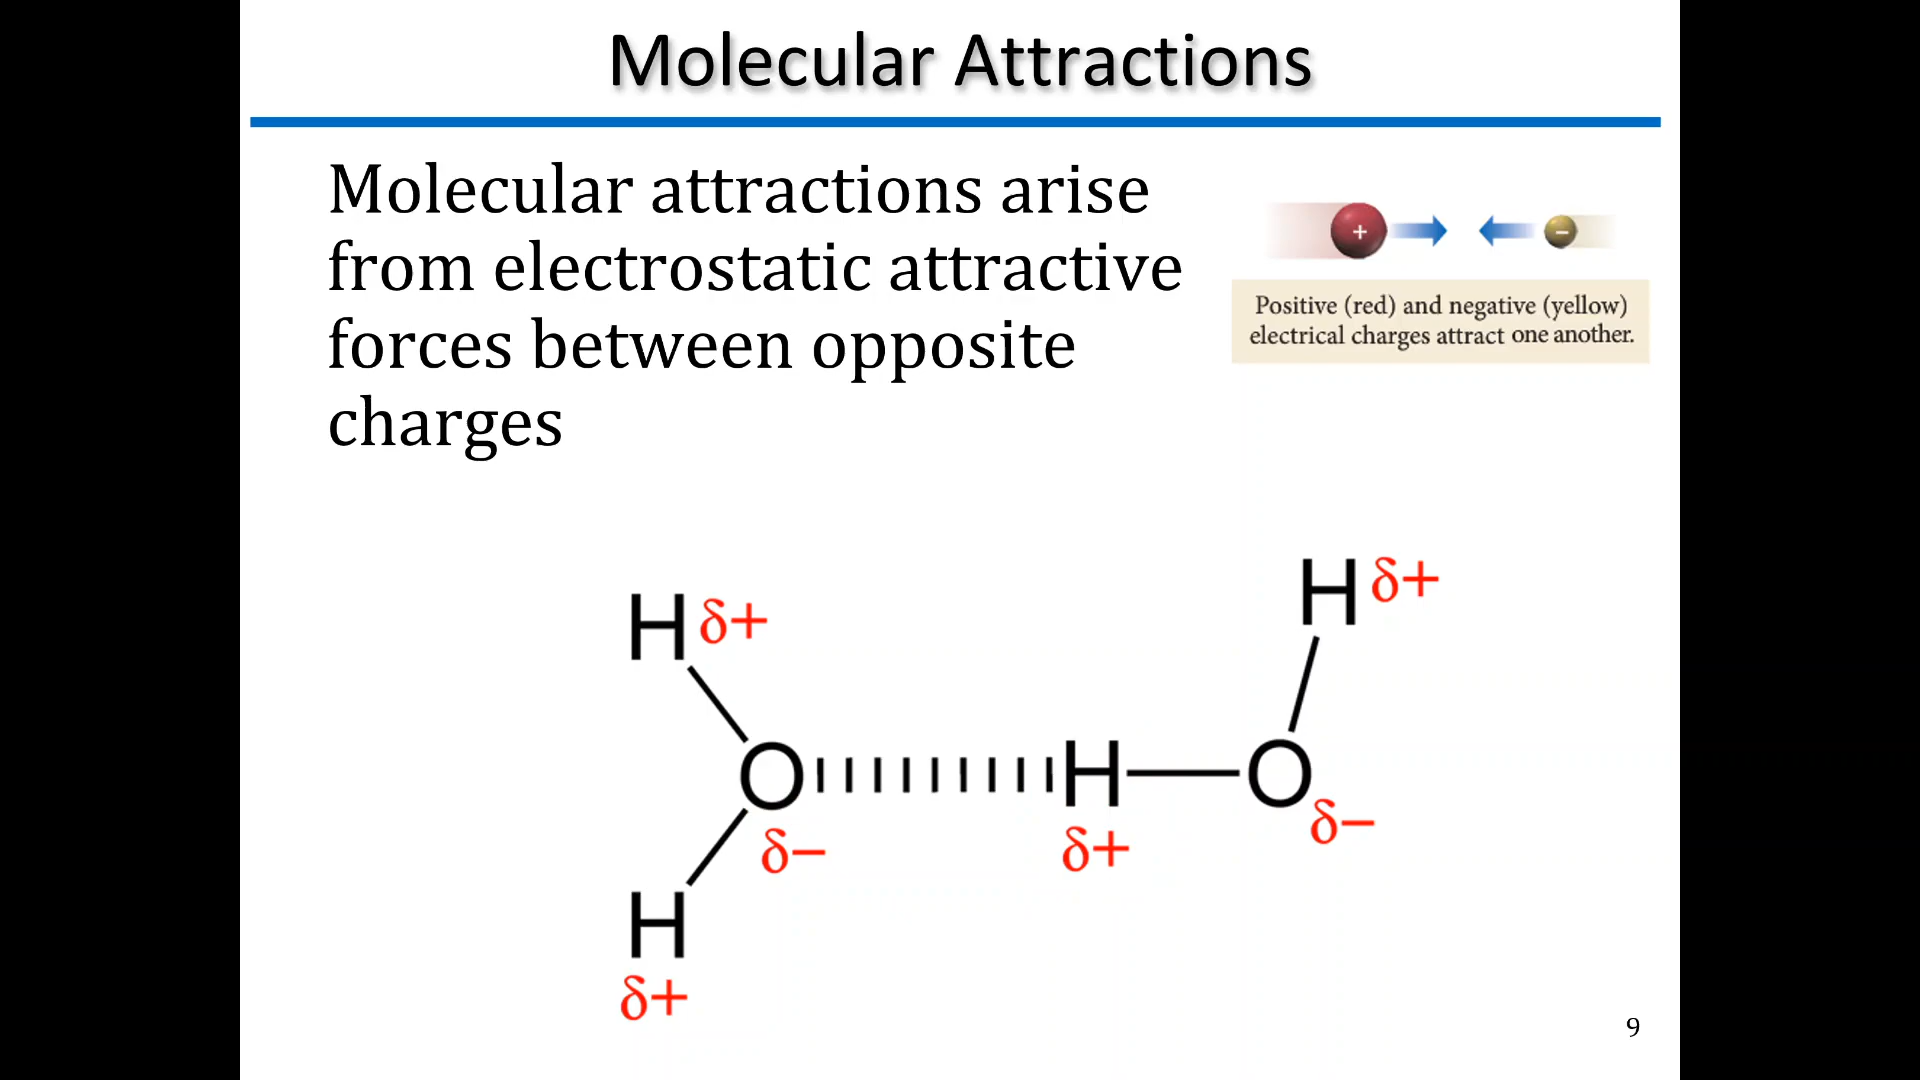 Molecular Attractions
Molecular attractions arise
from electrostatic attractive
forces between opposite
charges
+ −
Positive (red) and negative (yellow)
electrical charges attract one another.
H δ+
H δ+
O H O
δ− δ+ δ−
H
δ+
9